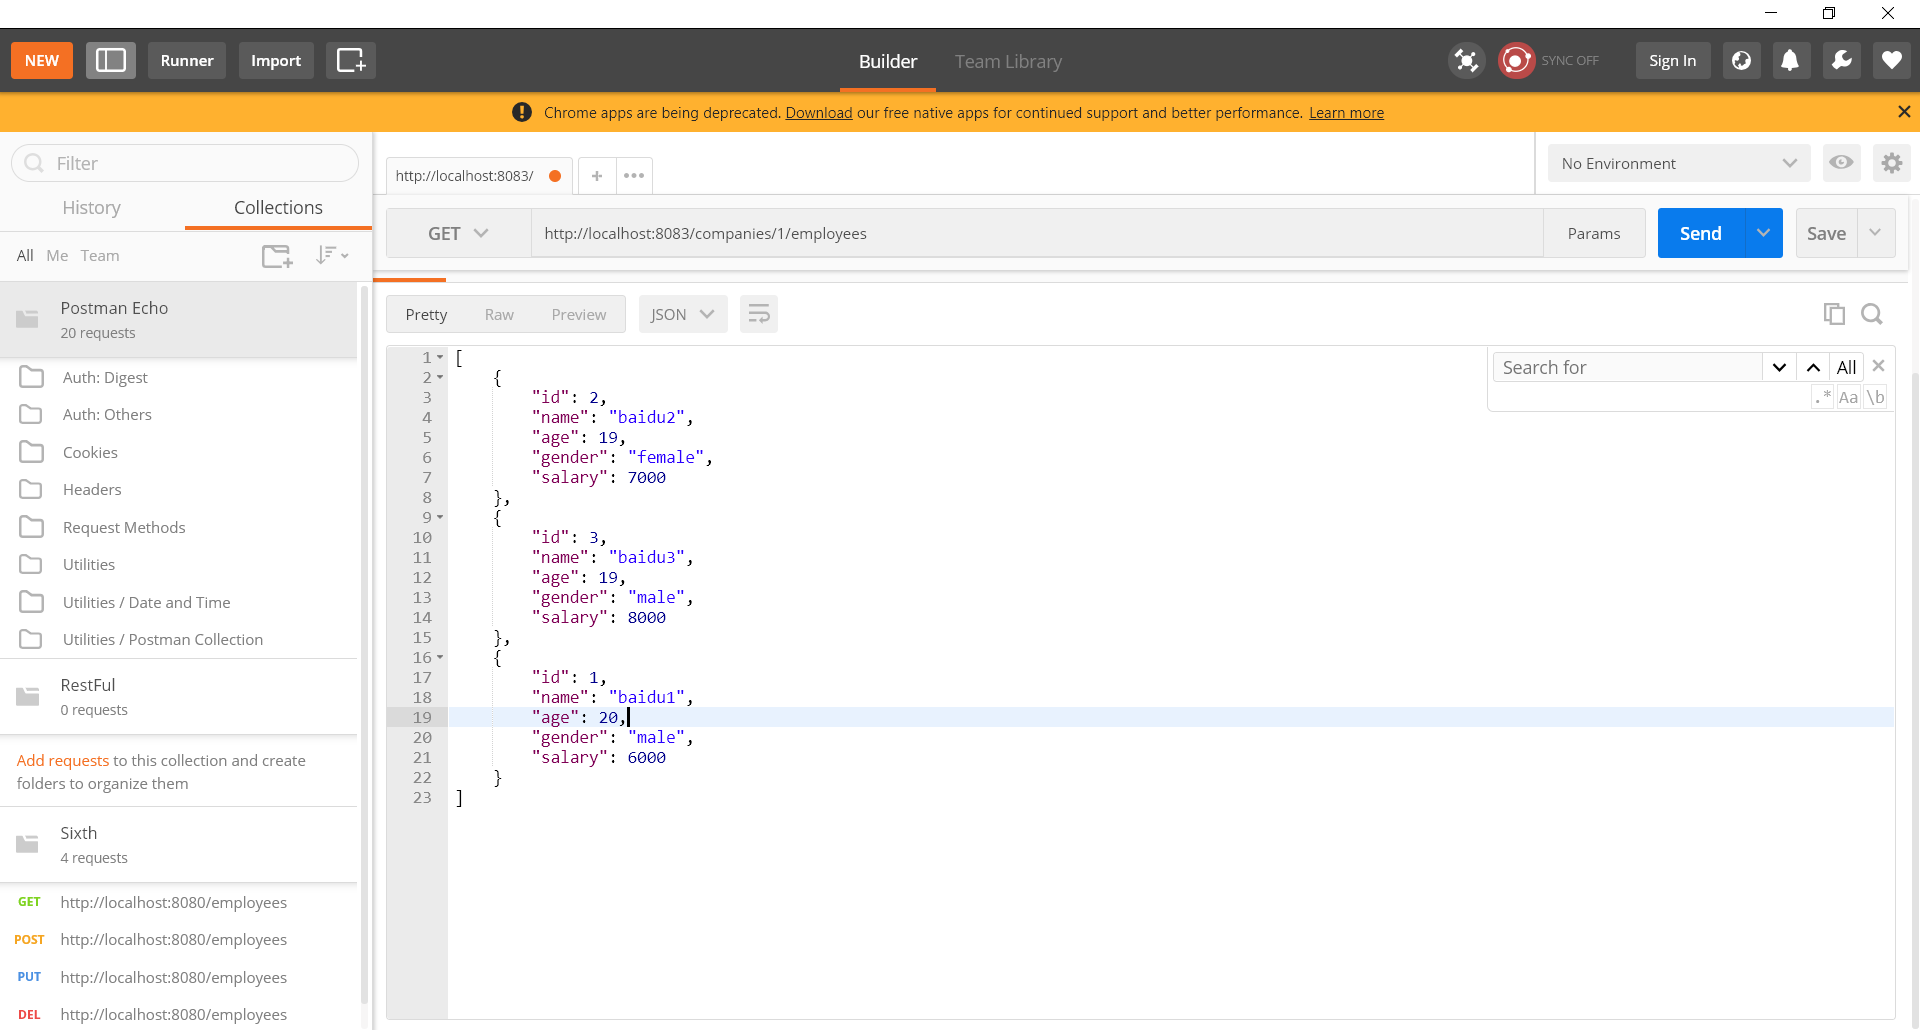 NEW Runner Import Builder Team Library SYNC OFF Sign In
Chrome apps are being deprecated. Download our free native apps for continued support and better performance. Learn more
Filter
History Collections
All Me Team
Postman Echo
20 requests
Auth: Digest
Auth: Others
Cookies
Headers
Request Methods
Utilities
Utilities / Date and Time
Utilities / Postman Collection
RestFul
0 requests
Add requests to this collection and create
folders to organize them
Sixth
4 requests
GET http://localhost:8080/employees
POST http://localhost:8080/employees
PUT http://localhost:8080/employees
DEL http://localhost:8080/employees
http://localhost:8083/ + •••
No Environment
GET http://localhost:8083/companies/1/employees Params Send Save
Pretty Raw Preview JSON
Search for All
.* Aa \b
1 [
2 {
3 "id": 2,
4 "name": "baidu2",
5 "age": 19,
6 "gender": "female",
7 "salary": 7000
8 },
9 {
10 "id": 3,
11 "name": "baidu3",
12 "age": 19,
13 "gender": "male",
14 "salary": 8000
15 },
16 {
17 "id": 1,
18 "name": "baidu1",
19 "age": 20,
20 "gender": "male",
21 "salary": 6000
22 }
23 ]